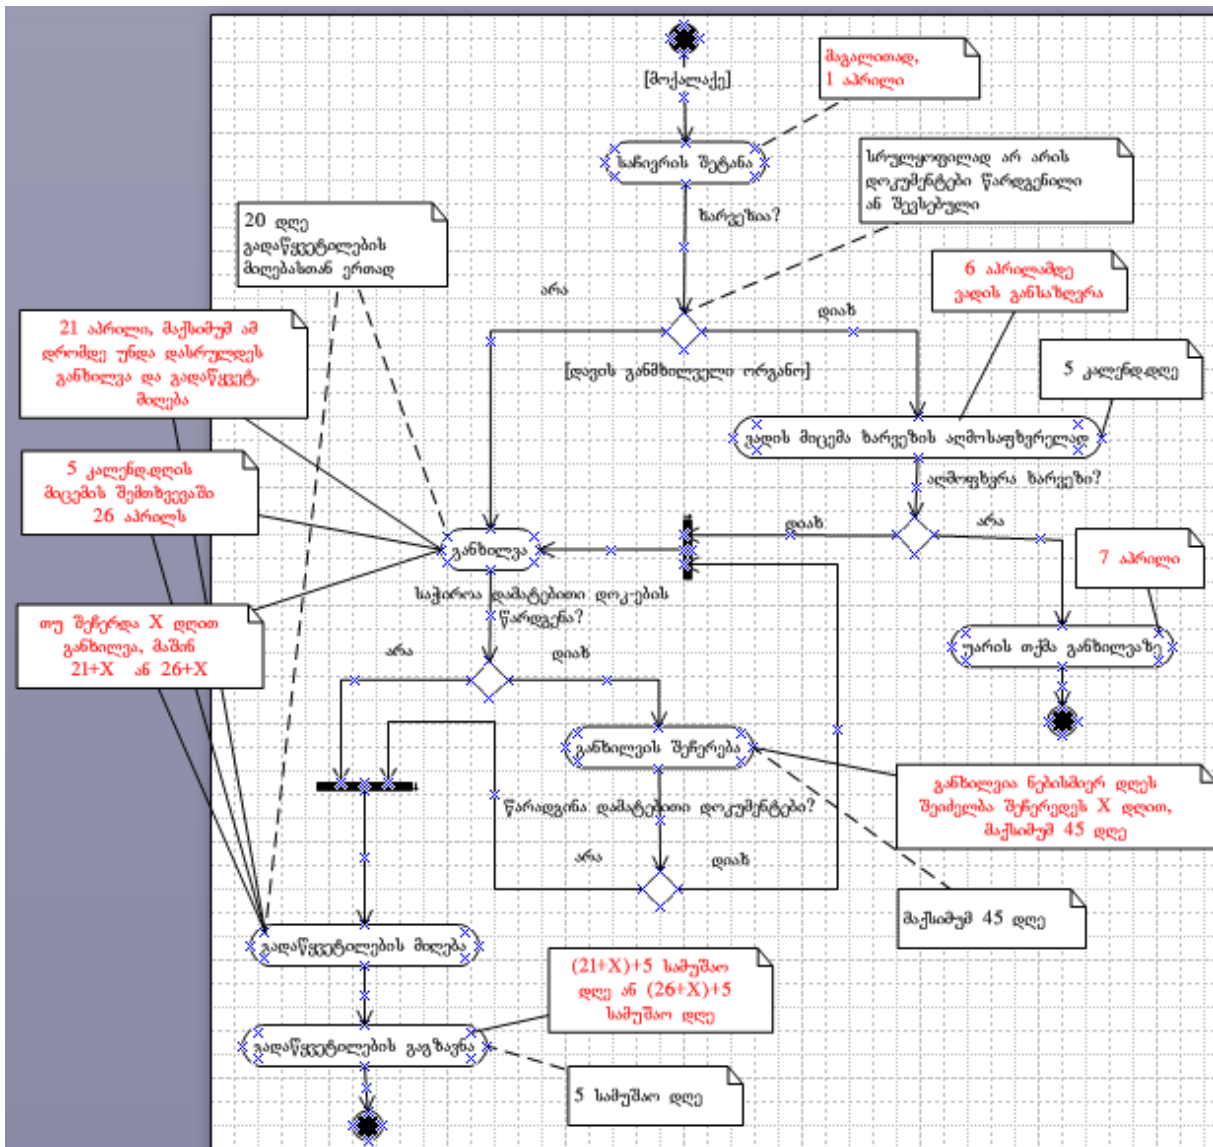 [მოქალაქე]
მაგალითად,
1 აპრილი
საჩივრის შეტანა
სრულყოფილად არ არის
დოკუმენტები წარდგენილი
ან შევსებული
ხარვეზია?
20 დღე
გადაწყვეტილების
მიღებასთან ერთად
6 აპრილამდე
ვადის განსაზღვრა
არა
დიახ
21 აპრილი, მაქსიმუმ ამ
დრომდე უნდა დასრულდეს
განხილვა და გადაწყვეტ.
მიღება
[დავის განმხილველი ორგანო]
5 კალენდ.დღე
ვადის მიცემა ხარვეზის აღმოსაფხვრელად
5 კალენდ.დღის
მიცემის შემთხვევაში
26 აპრილს
აღმოფხვრა ხარვეზი?
დიახ
არა
განხილვა
7 აპრილი
საჭიროა დამატებითი დოკ-ების
წარდგენა?
თუ შეჩერდა X დღით
განხილვა, მაშინ
21+X ან 26+X
უარის თქმა განხილვაზე
არა
დიახ
განხილვის შეჩერება
განხილვია ნებისმიერ დღეს
შეიძელბა შეჩერედეს X დღით,
მაქსიმუმ 45 დღე
წარადგინა დამატებითი დოკუმენტები?
არა
დიახ
მაქსიმუმ 45 დღე
გადაწყვეტილების მიღება
(21+X)+5 სამუშაო
დღე ან (26+X)+5
სამუშაო დღე
გადაწყვეტილების გაგზავნა
5 სამუშაო დღე